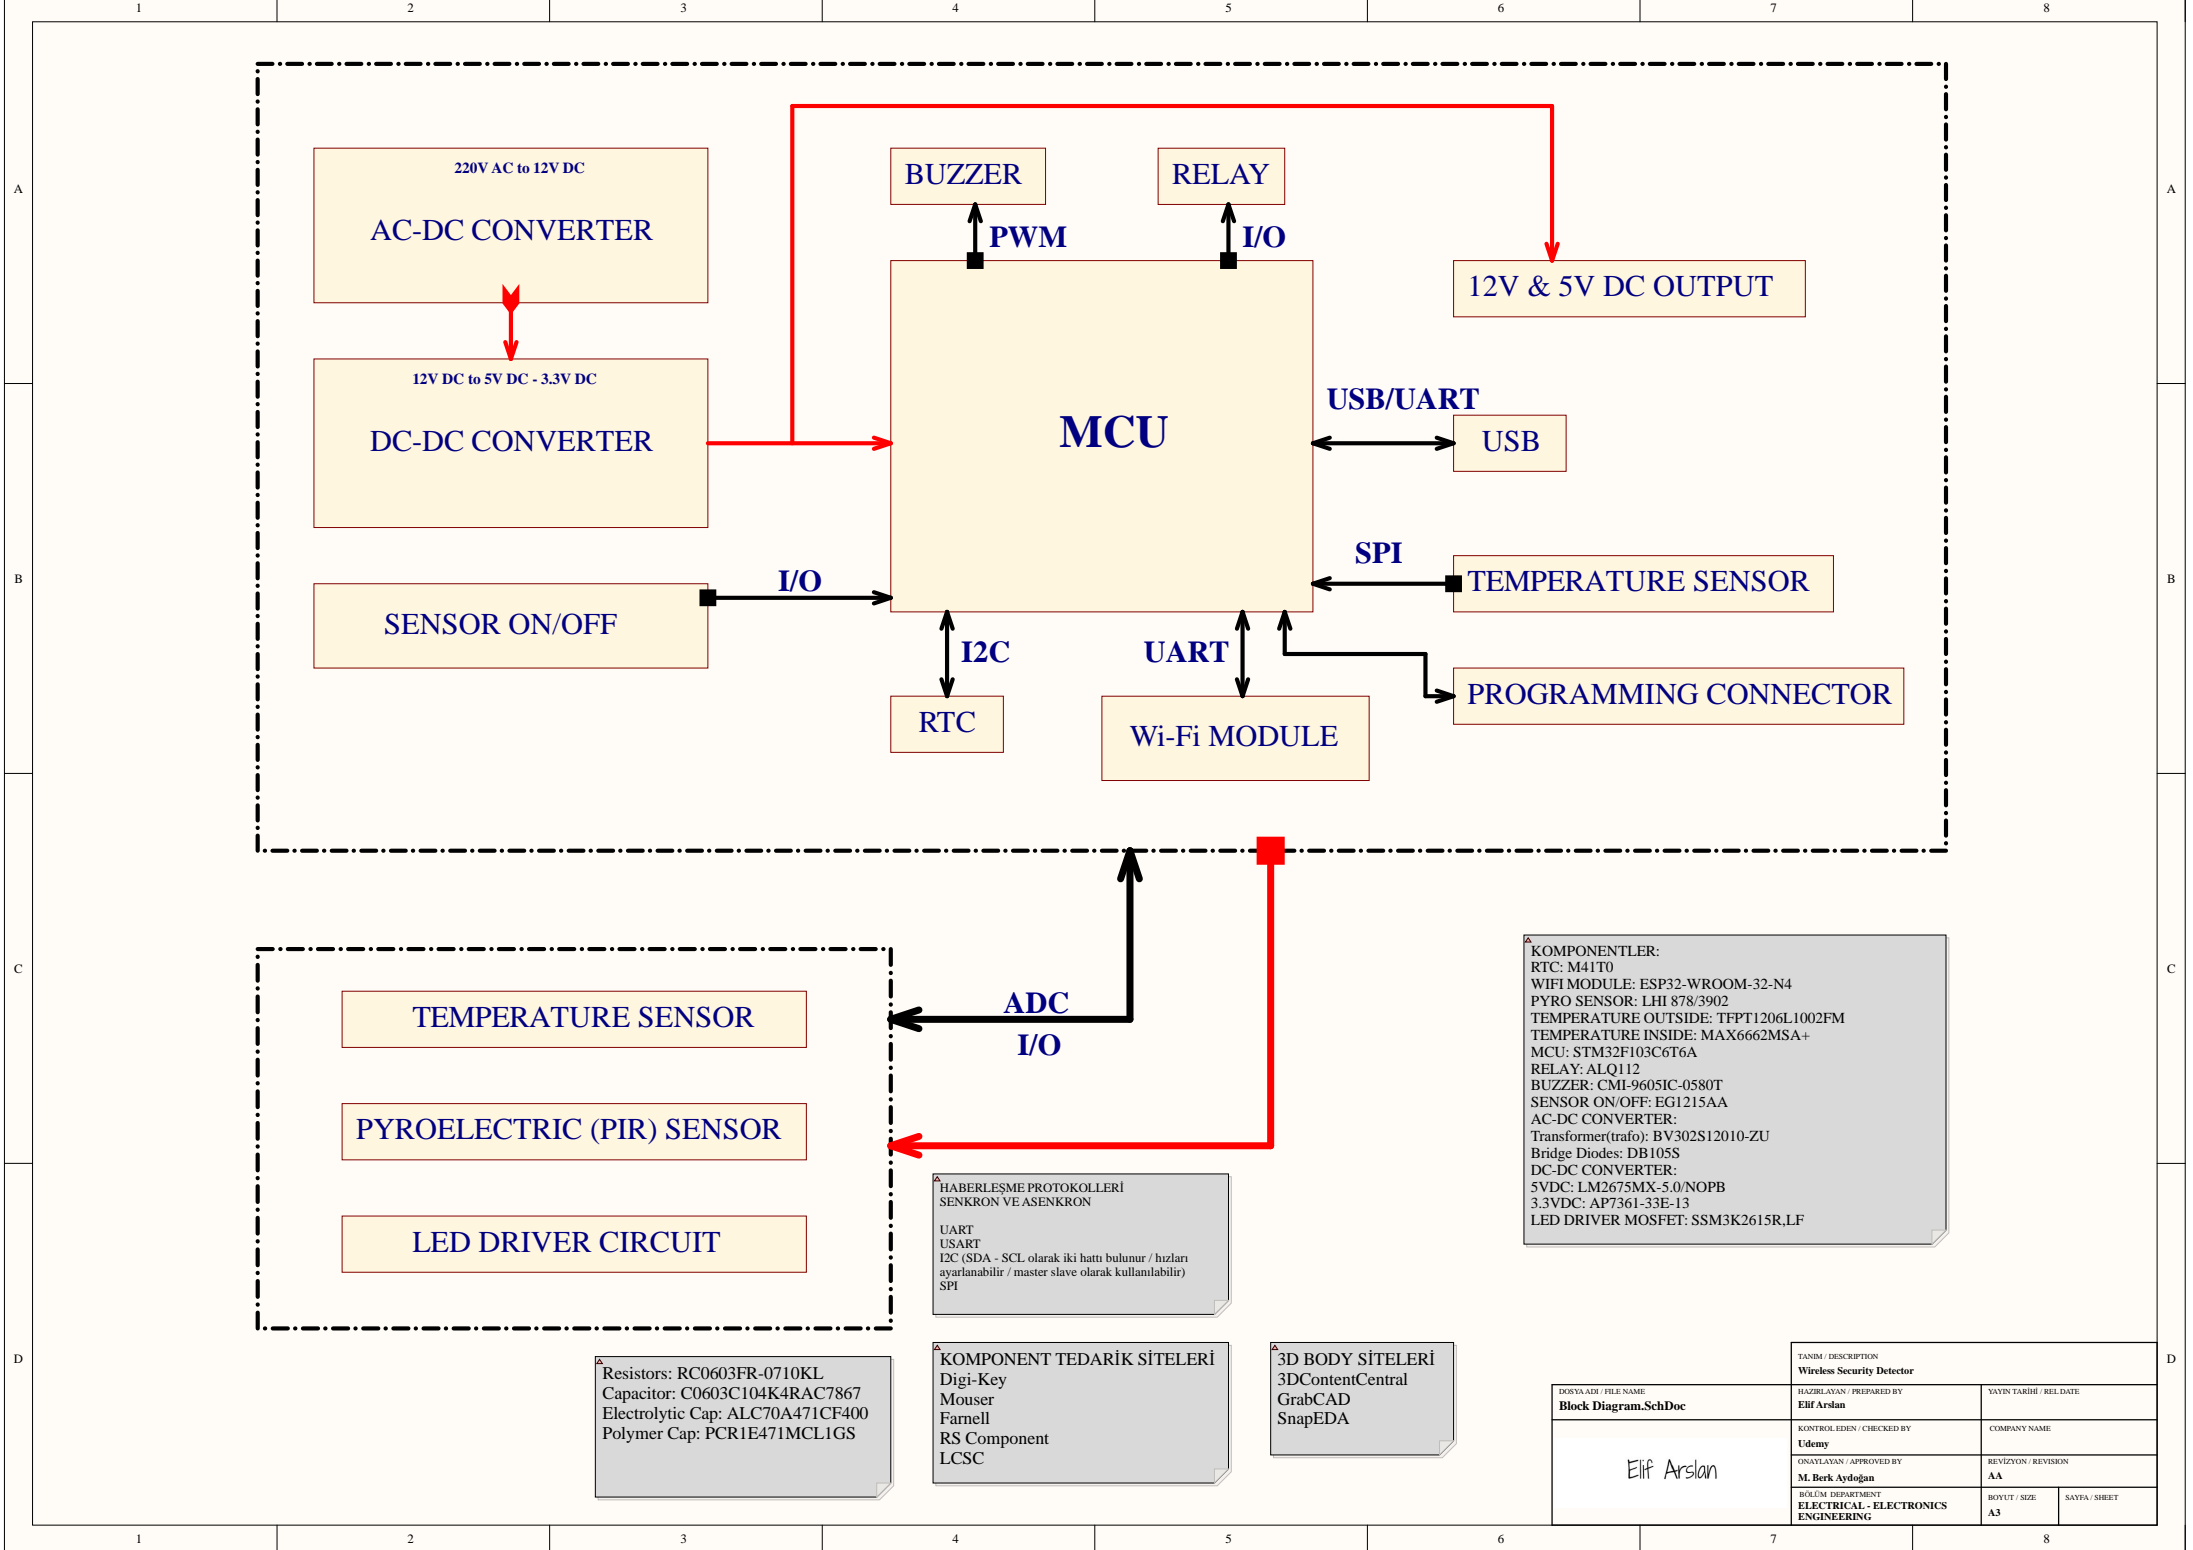 1 2 3 4 5 6 7 8
A A
220V AC to 12V DC
AC-DC CONVERTER
BUZZER
RELAY
PWM
I/O
12V & 5V DC OUTPUT
12V DC to 5V DC - 3.3V DC
DC-DC CONVERTER
MCU
USB/UART
USB
B B
SENSOR ON/OFF
I/O
SPI
TEMPERATURE SENSOR
I2C
UART
RTC
Wi-Fi MODULE
PROGRAMMING CONNECTOR
C C
TEMPERATURE SENSOR
PYROELECTRIC (PIR) SENSOR
LED DRIVER CIRCUIT
ADC
I/O
KOMPONENTLER:
RTC: M41T0
WIFI MODULE: ESP32-WROOM-32-N4
PYRO SENSOR: LHI 878/3902
TEMPERATURE OUTSIDE: TFPT1206L1002FM
TEMPERATURE INSIDE: MAX6662MSA+
MCU: STM32F103C6T6A
RELAY: ALQ112
BUZZER: CMI-9605IC-0580T
SENSOR ON/OFF: EG1215AA
AC-DC CONVERTER:
Transformer(trafo): BV302S12010-ZU
Bridge Diodes: DB105S
DC-DC CONVERTER:
5VDC: LM2675MX-5.0/NOPB
3.3VDC: AP7361-33E-13
LED DRIVER MOSFET: SSM3K2615R,LF
HABERLEŞME PROTOKOLLERİ
SENKRON VE ASENKRON
UART
USART
I2C (SDA - SCL olarak iki hattı bulunur / hızları
ayarlanabilir / master slave olarak kullanılabilir)
SPI
D D
Resistors: RC0603FR-0710KL
Capacitor: C0603C104K4RAC7867
Electrolytic Cap: ALC70A471CF400
Polymer Cap: PCR1E471MCL1GS
KOMPONENT TEDARİK SİTELERİ
Digi-Key
Mouser
Farnell
RS Component
LCSC
3D BODY SİTELERİ
3DContentCentral
GrabCAD
SnapEDA
TANIM / DESCRIPTION
Wireless Security Detector
DOSYA ADI / FILE NAME
Block Diagram.SchDoc
HAZIRLAYAN / PREPARED BY
Elif Arslan
YAYIN TARİHİ / REL.DATE
KONTROL EDEN / CHECKED BY
Udemy
COMPANY NAME
Elif Arslan
ONAYLAYAN / APPROVED BY
M. Berk Aydoğan
REVİZYON / REVISION
AA
BÖLÜM DEPARTMENT
ELECTRICAL - ELECTRONICS
ENGINEERING
BOYUT / SIZE
A3
SAYFA / SHEET
1 2 3 4 5 6 7 8